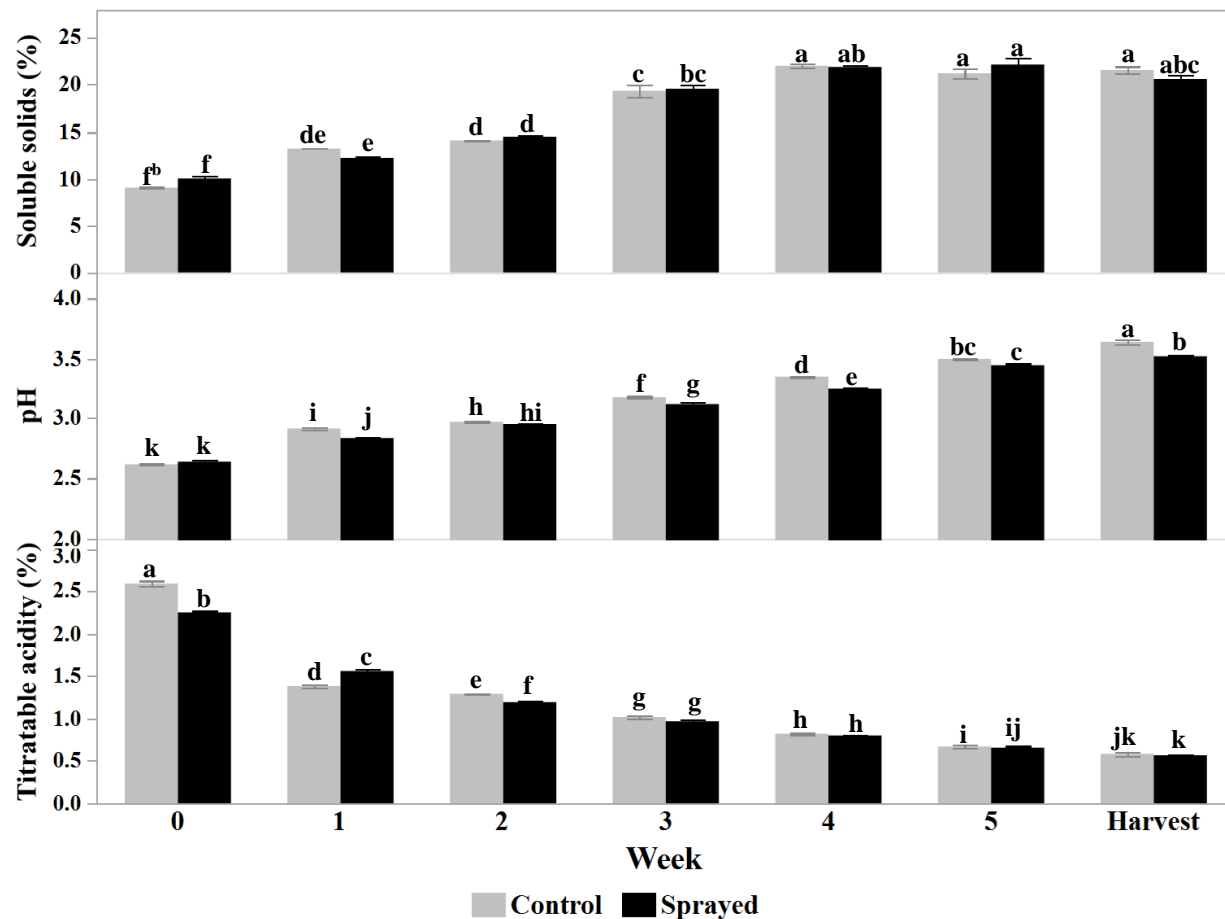 Soluble solids (%)
25
20
15
10
5
0
fᵇ f de e d d c bc a ab a a a abc
pH
4.0
3.5
3.0
2.5
2.0
k k i j h hi f g d e bc c a b
Titratable acidity (%)
3.0
2.5
2.0
1.5
1.0
0.5
0.0
a b d c e f g g h h i ij jk k
0 1 2 3 4 5 Harvest
Week
Control Sprayed